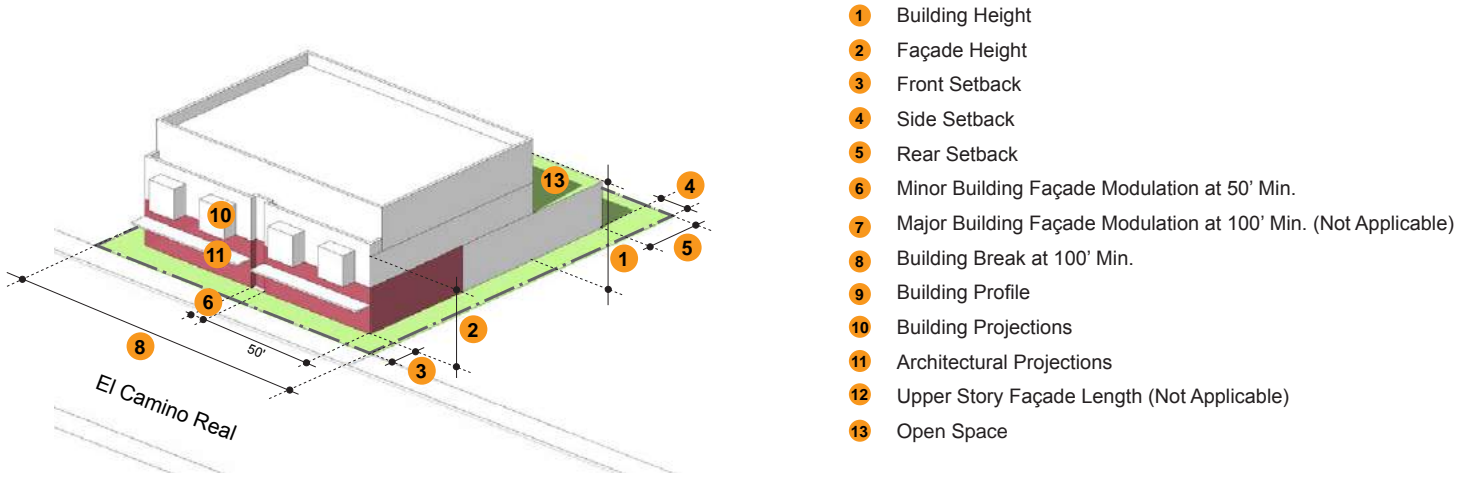 1 Building Height
2 Façade Height
3 Front Setback
4 Side Setback
5 Rear Setback
6 Minor Building Façade Modulation at 50’ Min.
7 Major Building Façade Modulation at 100’ Min. (Not Applicable)
8 Building Break at 100’ Min.
9 Building Profile
10 Building Projections
11 Architectural Projections
12 Upper Story Façade Length (Not Applicable)
13 Open Space
13
4
10
11
5
1
6
2
50’
8
3
El Camino Real